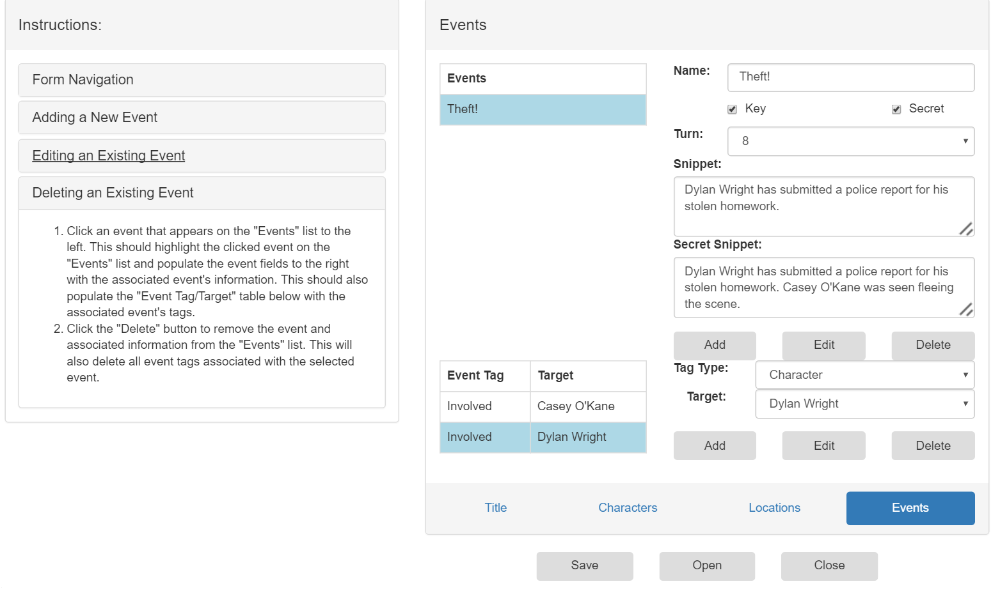 Instructions:
Form Navigation
Adding a New Event
Editing an Existing Event
Deleting an Existing Event
1. Click an event that appears on the "Events" list to the
left. This should highlight the clicked event on the
"Events" list and populate the event fields to the right
with the associated event's information. This should also
populate the "Event Tag/Target" table below with the
associated event's tags.
2. Click the "Delete" button to remove the event and
associated information from the "Events" list. This will
also delete all event tags associated with the selected
event.
Events
Events
Theft!
Name: Theft!
Key Secret
Turn: 8
Snippet:
Dylan Wright has submitted a police report for his
stolen homework.
Secret Snippet:
Dylan Wright has submitted a police report for his
stolen homework. Casey O'Kane was seen fleeing
the scene.
Add Edit Delete
Event Tag Target
Involved Casey O'Kane
Involved Dylan Wright
Tag Type: Character
Target: Dylan Wright
Add Edit Delete
Title Characters Locations Events
Save Open Close